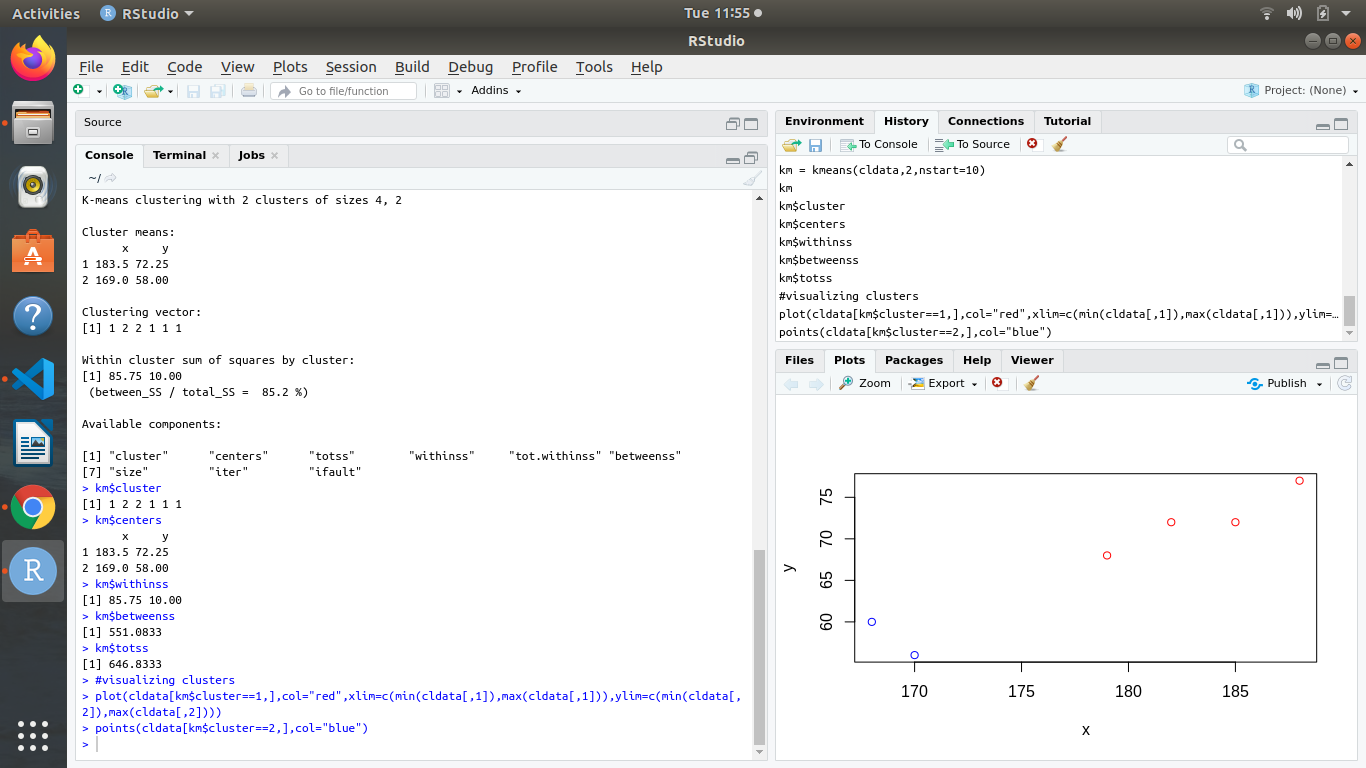 Activities RStudio Tue 11:55
RStudio
File Edit Code View Plots Session Build Debug Profile Tools Help
Go to file/function Addins Project: (None)
Source
Console Terminal Jobs
~/
K-means clustering with 2 clusters of sizes 4, 2
Cluster means:
x y
1 183.5 72.25
2 169.0 58.00
Clustering vector:
[1] 1 2 2 1 1 1
Within cluster sum of squares by cluster:
[1] 85.75 10.00
(between_SS / total_SS = 85.2 %)
Available components:
[1] "cluster" "centers" "totss" "withinss" "tot.withinss" "betweenss"
[7] "size" "iter" "ifault"
> km$cluster
[1] 1 2 2 1 1 1
> km$centers
x y
1 183.5 72.25
2 169.0 58.00
> km$withinss
[1] 85.75 10.00
> km$betweenss
[1] 551.0833
> km$totss
[1] 646.8333
> #visualizing clusters
> plot(cldata[km$cluster==1,],col="red",xlim=c(min(cldata[,1]),max(cldata[,1])),ylim=c(min(cldata[,
2]),max(cldata[,2])))
> points(cldata[km$cluster==2,],col="blue")
>
Environment History Connections Tutorial
To Console To Source
km = kmeans(cldata,2,nstart=10)
km
km$cluster
km$centers
km$withinss
km$betweenss
km$totss
#visualizing clusters
plot(cldata[km$cluster==1,],col="red",xlim=c(min(cldata[,1]),max(cldata[,1])),ylim=…
points(cldata[km$cluster==2,],col="blue")
Files Plots Packages Help Viewer
Zoom Export Publish
75
70
65
60
y
170 175 180 185
x